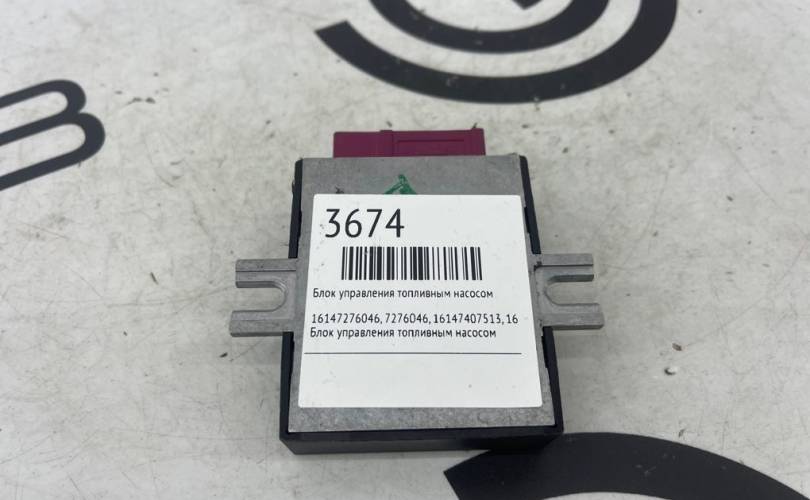 3674
Блок управления топливным насосом
16147276046, 7276046, 16147407513, 16
Блок управления топливным насосом